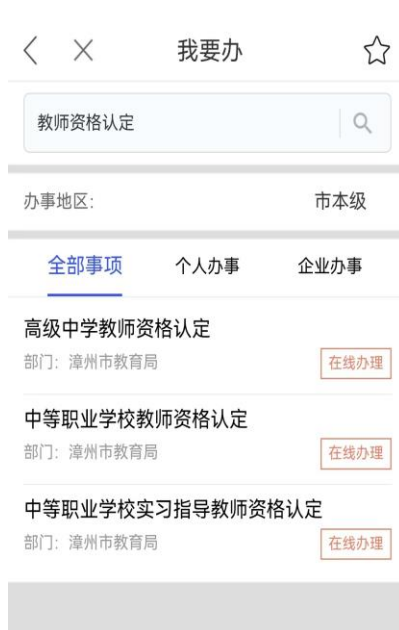 我要办
教师资格认定
办事地区: 市本级
全部事项 个人办事 企业办事
高级中学教师资格认定
部门: 漳州市教育局 在线办理
中等职业学校教师资格认定
部门: 漳州市教育局 在线办理
中等职业学校实习指导教师资格认定
部门: 漳州市教育局 在线办理